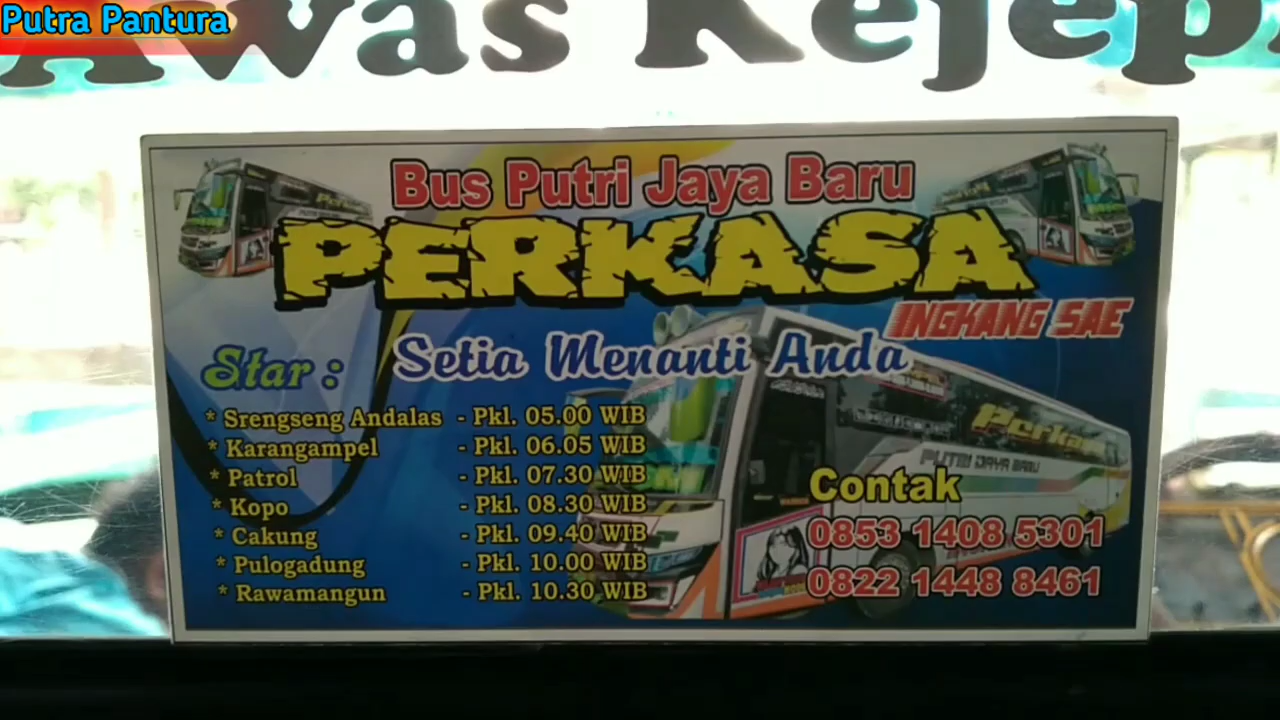 Putra Pantura
Awas Kejepi
Bus Putri Jaya Baru
PERKASA
INGKANG SAE
Star : Setia Menanti Anda
* Srengseng Andalas - Pkl. 05.00 WIB
* Karangampel - Pkl. 06.05 WIB
* Patrol - Pkl. 07.30 WIB
* Kopo - Pkl. 08.30 WIB
* Cakung - Pkl. 09.40 WIB
* Pulogadung - Pkl. 10.00 WIB
* Rawamangun - Pkl. 10.30 WIB
Perkasa
PUTRI JAYA BARU
Contak
0853 1408 5301
0822 1448 8461